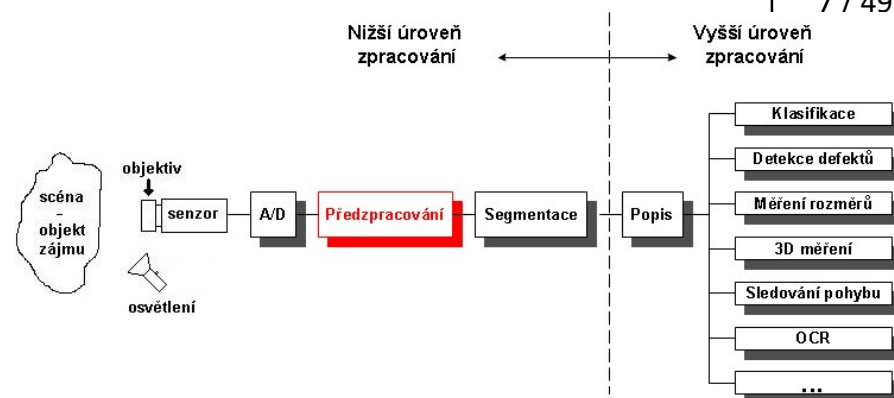 1 7 / 49
Nižší úroveň
zpracování
Vyšší úroveň
zpracování
scéna
-
objekt
zájmu
objektiv
senzor
osvětlení
A/D
Předzpracování
Segmentace
Popis
Klasifikace
Detekce defektů
Měření rozměrů
3D měření
Sledování pohybu
OCR
...